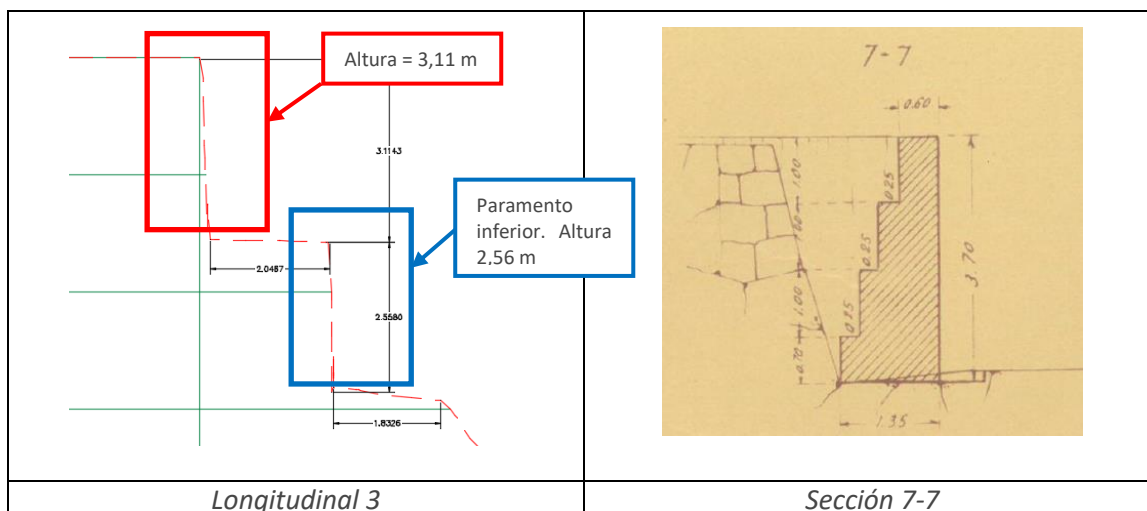 Altura = 3,11 m
3.1143
Paramento
inferior. Altura
2,56 m
2.0487
2.5580
1.8326
7-7
0.60
1.00
0.25
1.00
0.25
3.70
1.00
0.25
0.70
1.35
Longitudinal 3
Sección 7-7